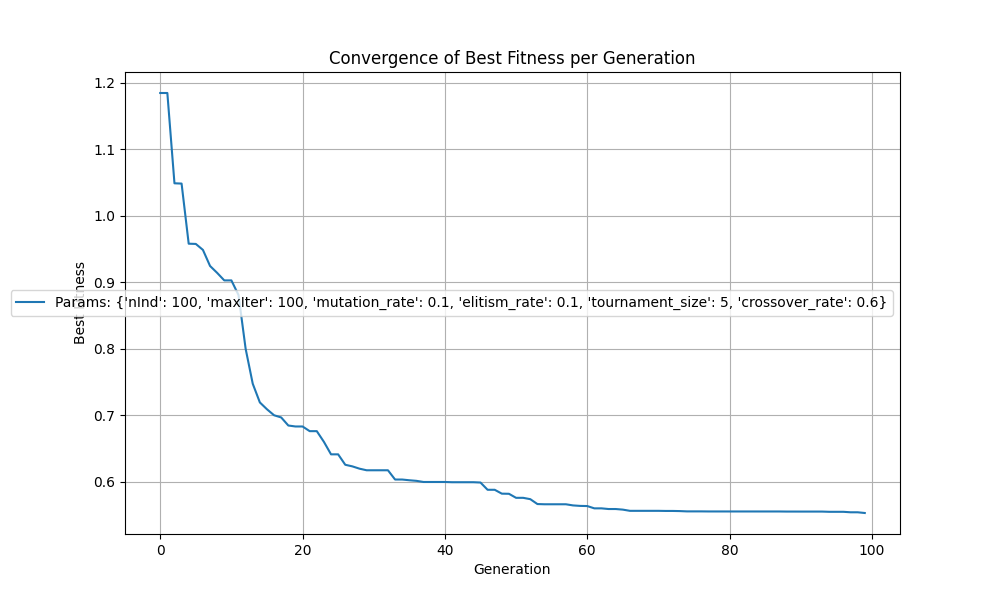 Convergence of Best Fitness per Generation
1.2
1.1
1.0
0.9
0.8
0.7
0.6
Best
Params: {'nInd': 100, 'maxIter': 100, 'mutation_rate': 0.1, 'elitism_rate': 0.1, 'tournament_size': 5, 'crossover_rate': 0.6}
0 20 40 60 80 100
Generation